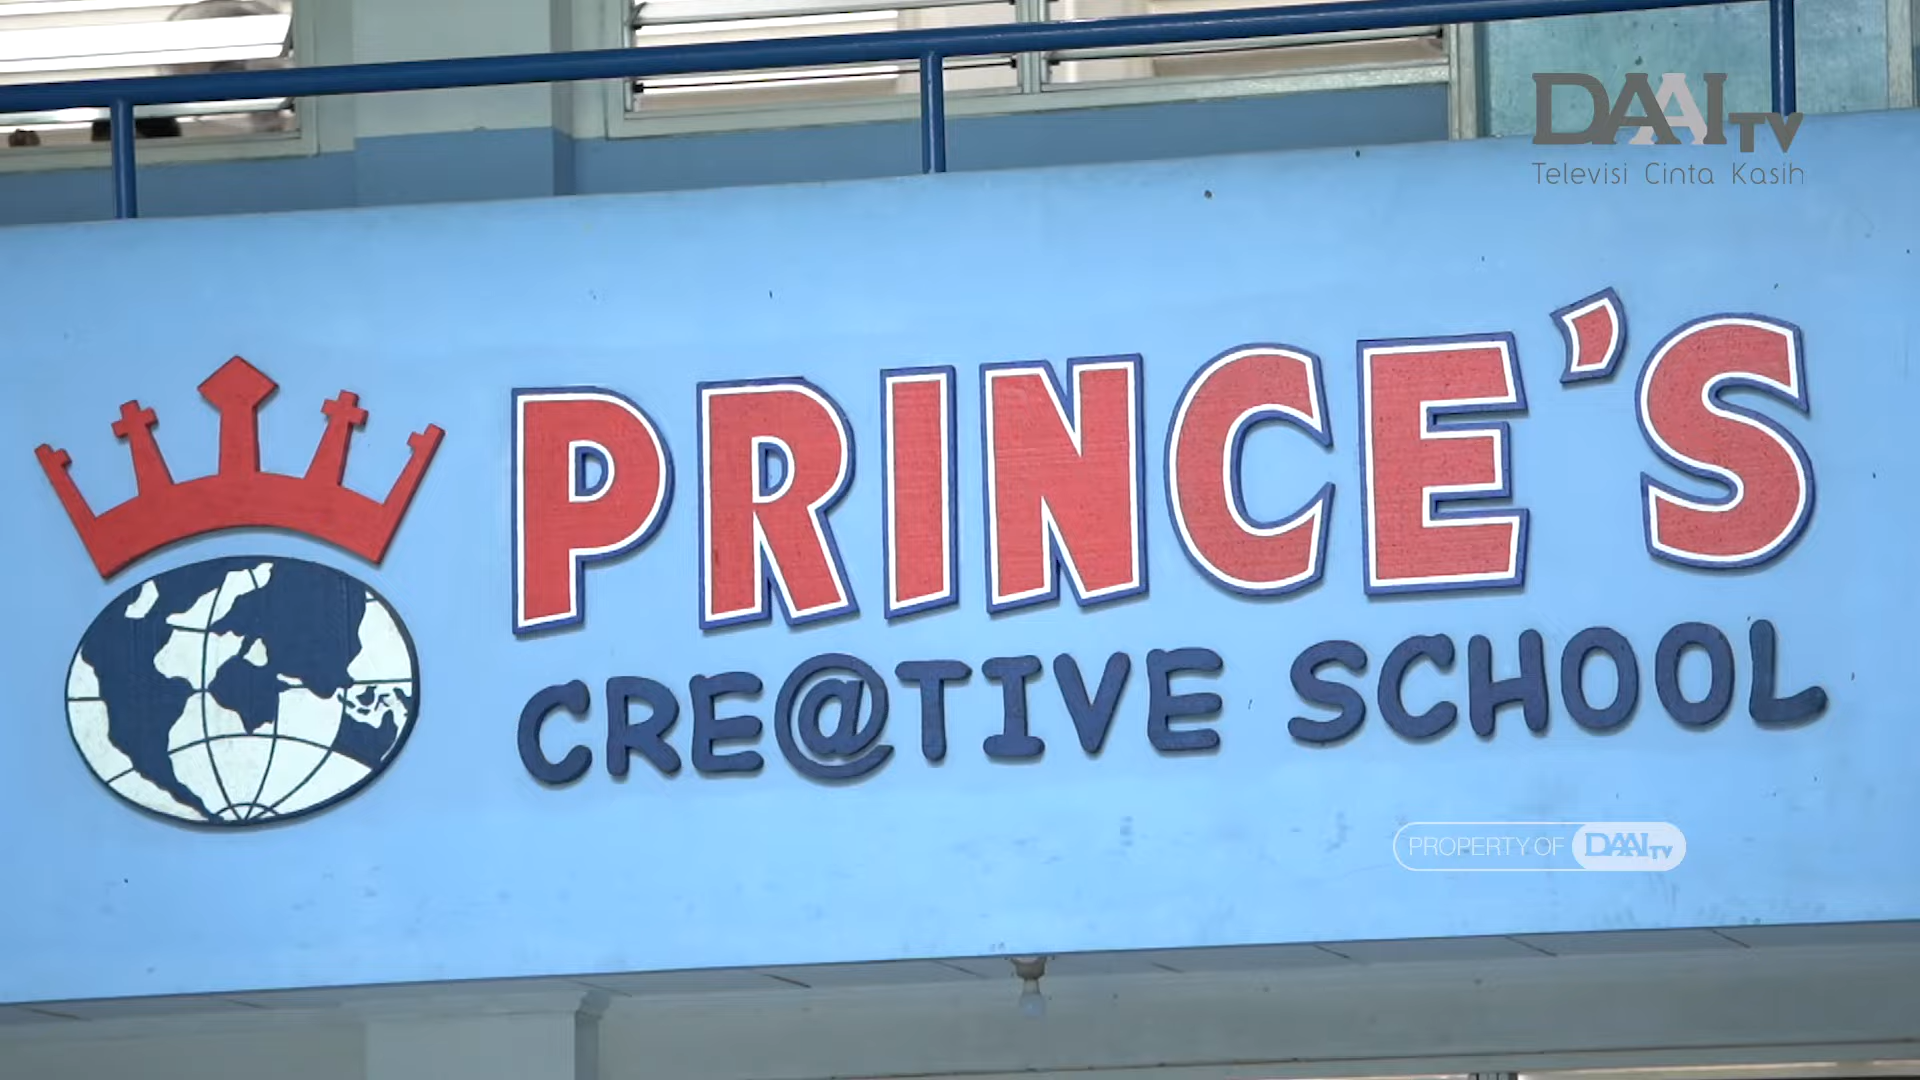 DAAI TV
Televisi Cinta Kasih
PRINCE'S
CRE@TIVE SCHOOL
PROPERTY OF DAAI TV